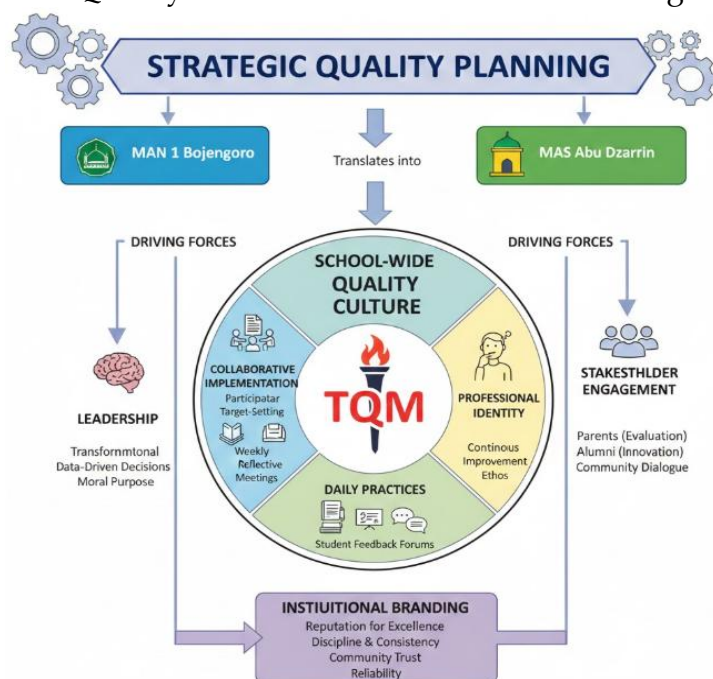 STRATEGIC QUALITY PLANNING
MAN 1 Bojengoro
Translates into
MAS Abu Dzarrin
DRIVING FORCES
DRIVING FORCES
SCHOOL-WIDE
QUALITY
CULTURE
COLLABORATIVE
IMPLEMENTATION
Participatar
Target-Setting
Weekly
Reflective
Meetings
TQM
PROFESSIONAL
IDENTITY
Continous
Improvement
Ethos
DAILY PRACTICES
Student Feedback Forums
LEADERSHIP
Transfornmtonal
Data-Driven Decisions
Moral Purpose
STAKESTHLDER
ENGAGEMENT
Parents (Evaluation)
Alumni (Innovation)
Community Dialogue
INSTIUITIONAL BRANDING
Reputation for Excellence
Discipline & Consistency
Community Trust
Reliability